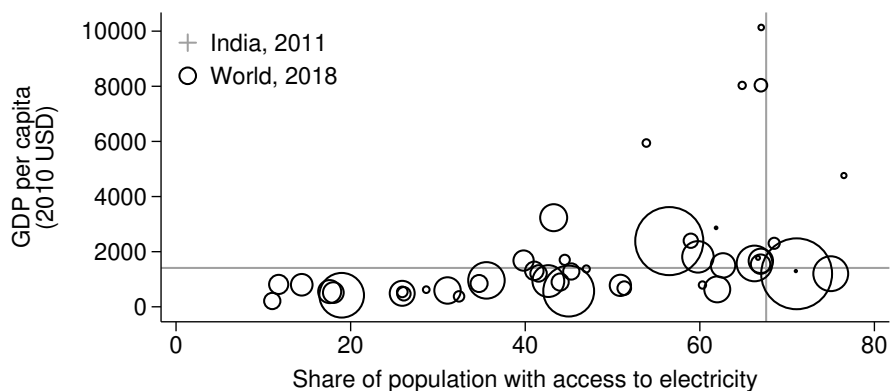 10000
8000
6000
4000
2000
0
GDP per capita
(2010 USD)
India, 2011
World, 2018
0 20 40 60 80
Share of population with access to electricity